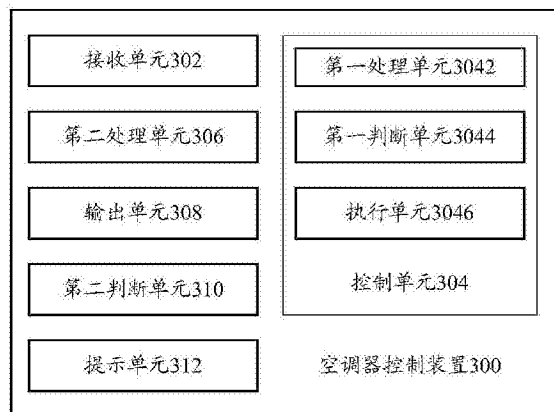 接收单元302
第二处理单元306
输出单元308
第二判断单元310
提示单元312
第一处理单元3042
第一判断单元3044
执行单元3046
控制单元304
空调器控制装置300